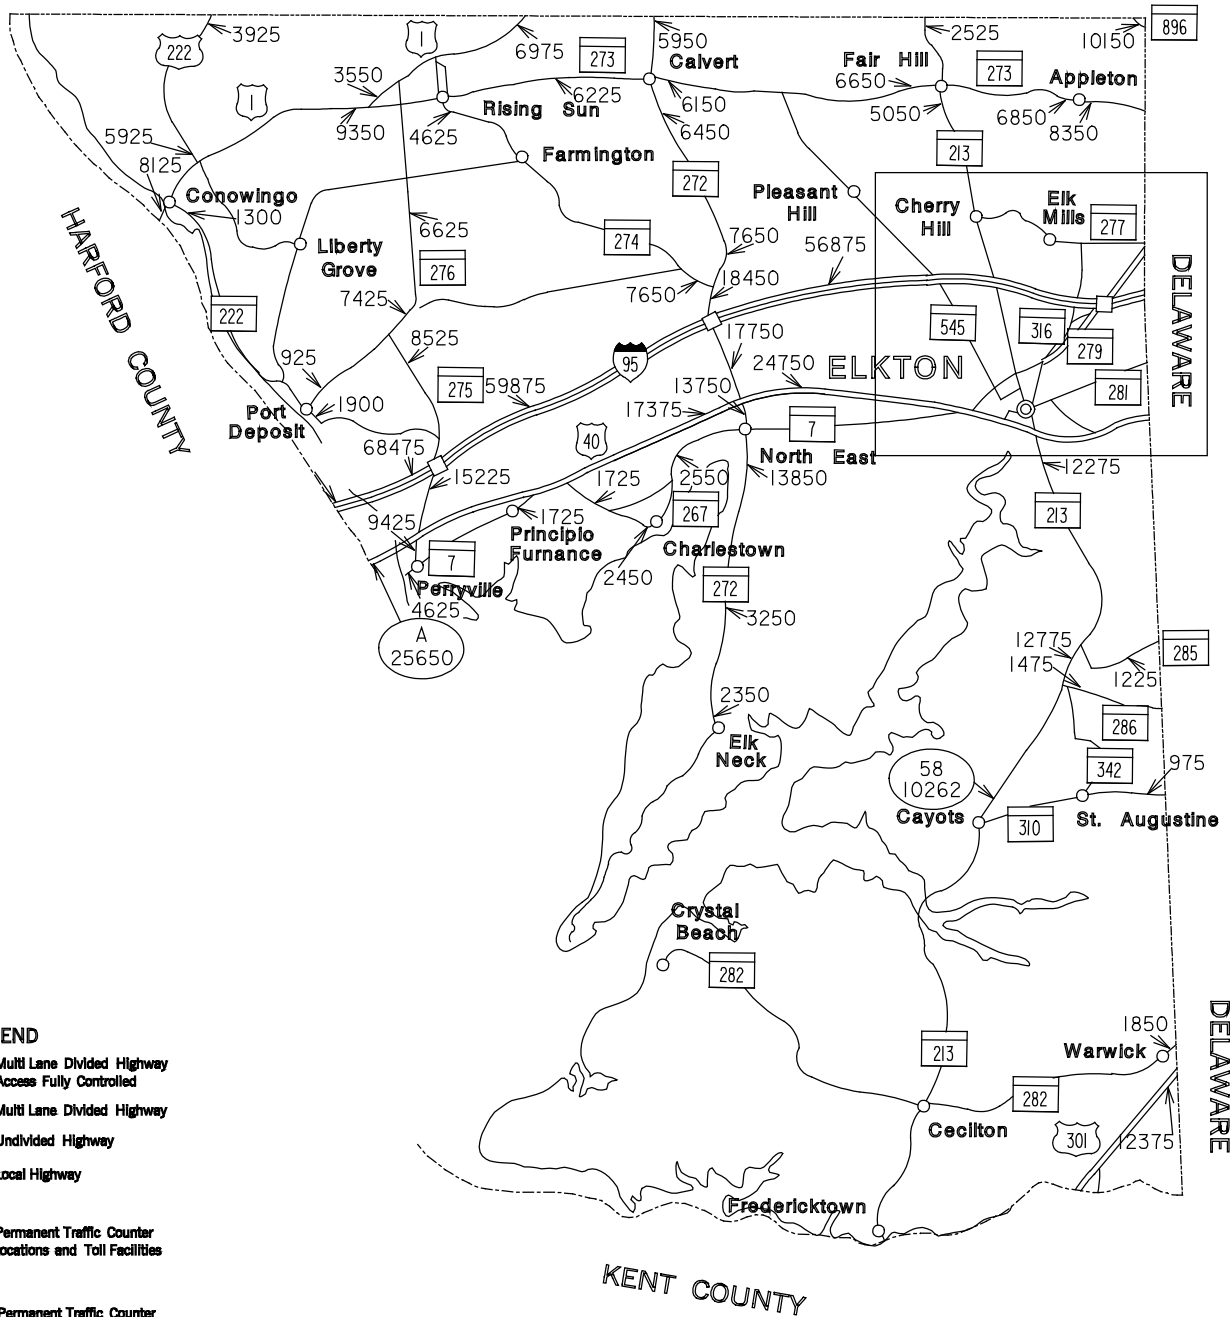 3925
222
1
6975
5950
Calvert
273
Fair Hill
2525
10150
896
3550
6225
6650
273
Appleton
1
Rising Sun
6150
5050
6850
8350
9350
4625
6450
5925
8125
Farmington
213
Conowingo
1300
272
Pleasant
Hill
Cherry
Hill
Elk
Mills
277
6625
274
7650
56875
Liberty
Grove
276
HARFORD COUNTY
DELAWARE
7425
7650
18450
222
545
316
279
8525
17750
95
925
24750
ELKTON
275
59875
13750
281
1900
17375
Port
Deposit
40
7
68475
North East
15225
1725
2550
13850
12275
9425
1725
267
213
Principio
Furnance
7
Charlestown
2450
Perryville
272
4625
3250
A
25650
12775
285
1475
1225
2350
286
Elk
Neck
58
10262
342
975
Cayots
310
St. Augustine
Crystal
Beach
282
DELAWARE
END
1850
Multi Lane Divided Highway
Access Fully Controlled
213
Warwick
282
Multi Lane Divided Highway
Cecilton
Undivided Highway
301
12375
Local Highway
Fredericktown
Permanent Traffic Counter
Locations and Toll Facilities
KENT COUNTY
Permanent Traffic Counter